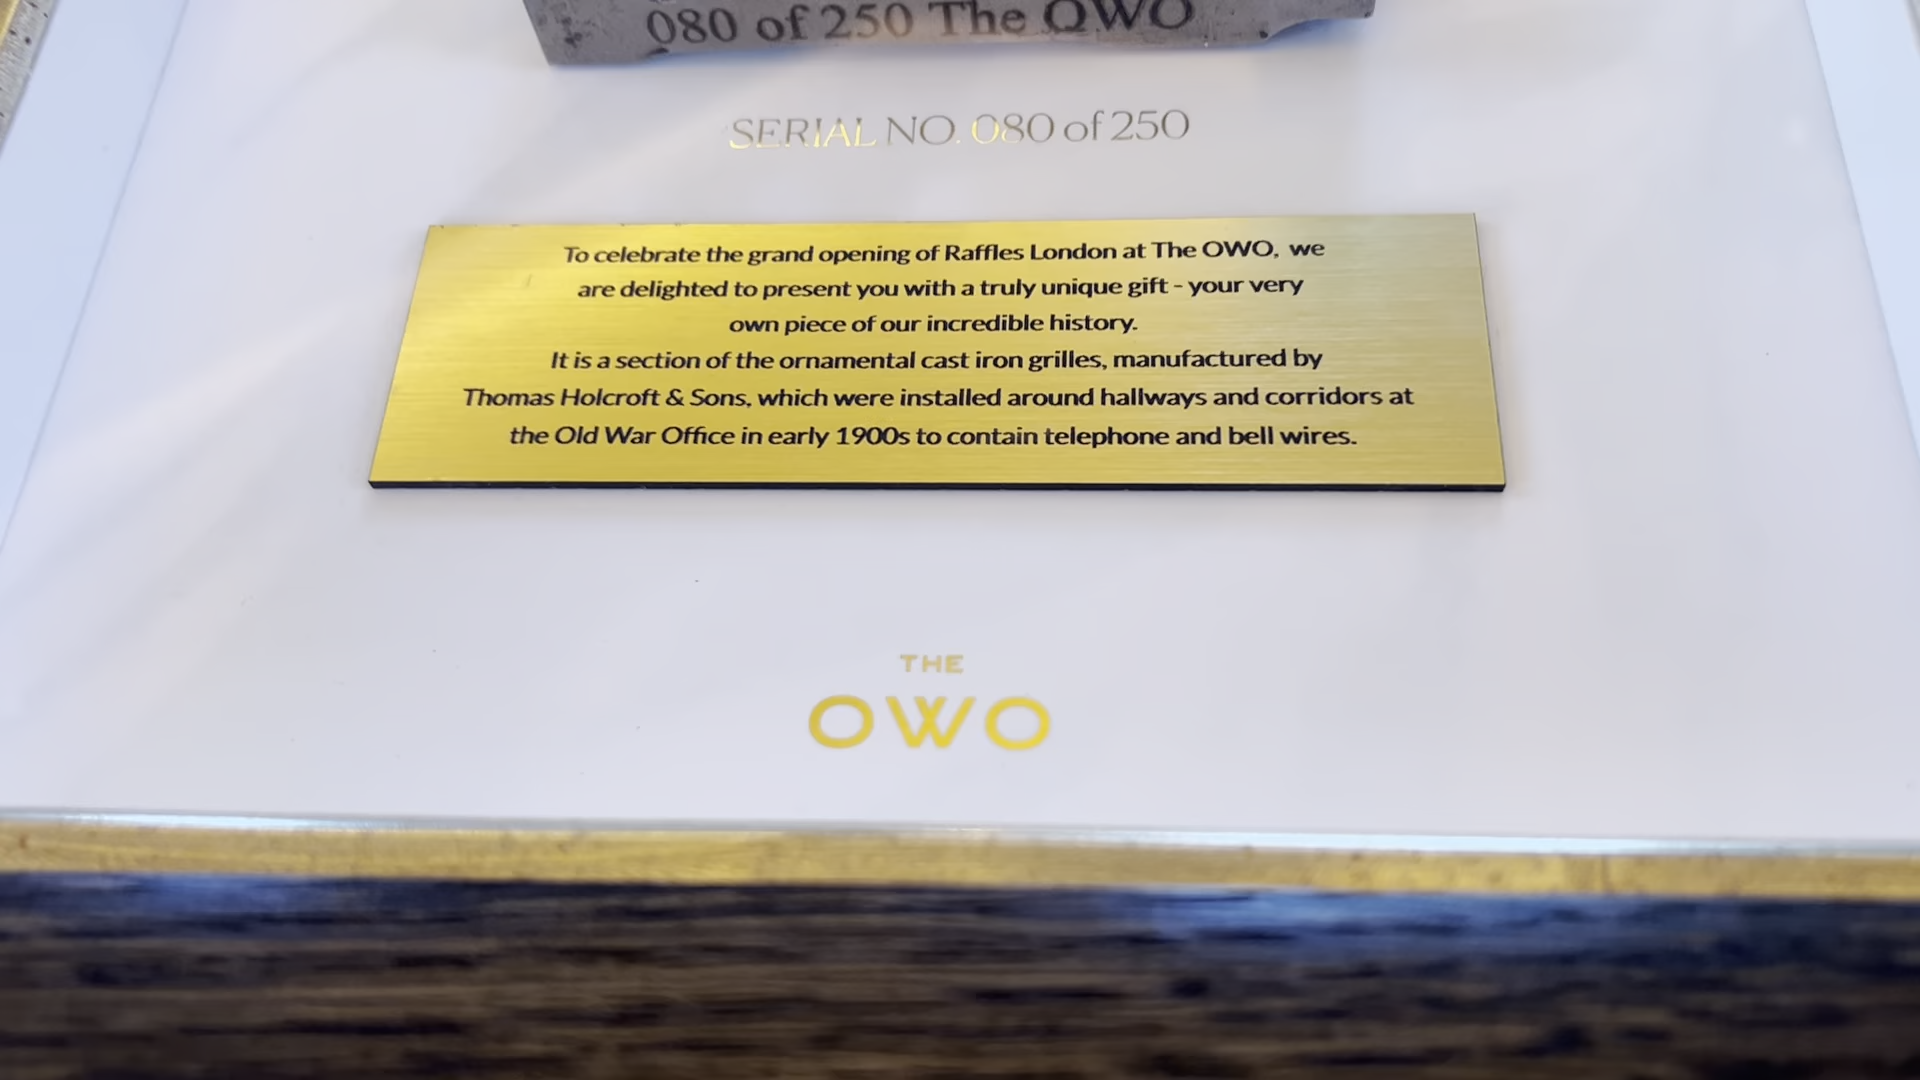 080 of 250 The OWO
SERIAL NO. 080 of 250
To celebrate the grand opening of Raffles London at The OWO, we
are delighted to present you with a truly unique gift - your very
own piece of our incredible history.
It is a section of the ornamental cast iron grilles, manufactured by
Thomas Holcroft & Sons, which were installed around hallways and corridors at
the Old War Office in early 1900s to contain telephone and bell wires.
THE
OWO